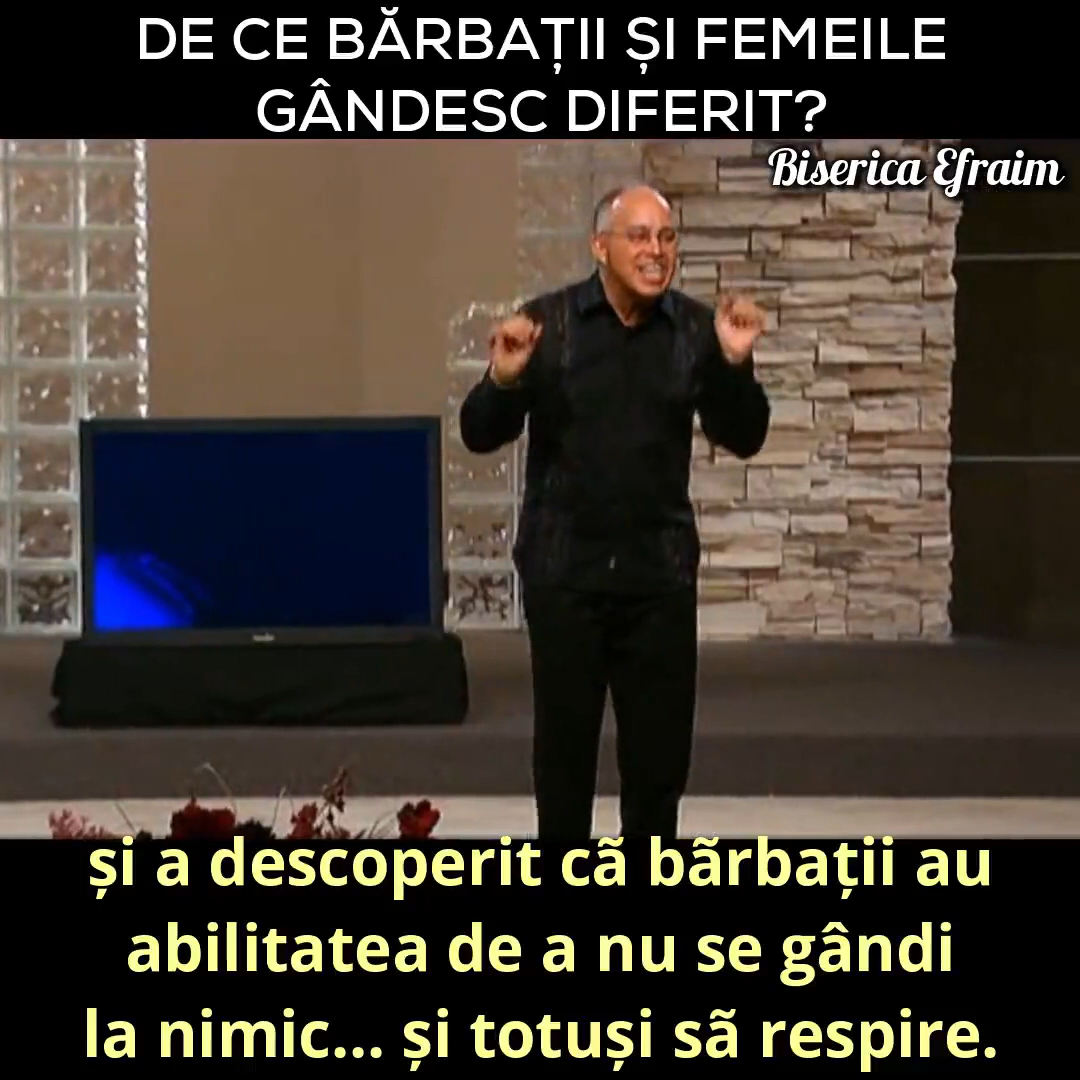 DE CE BĂRBAȚII ȘI FEMEILE
GÂNDESC DIFERIT?
Biserica Efraim
și a descoperit cã bãrbații au
abilitatea de a nu se gândi
la nimic... și totuși sã respire.